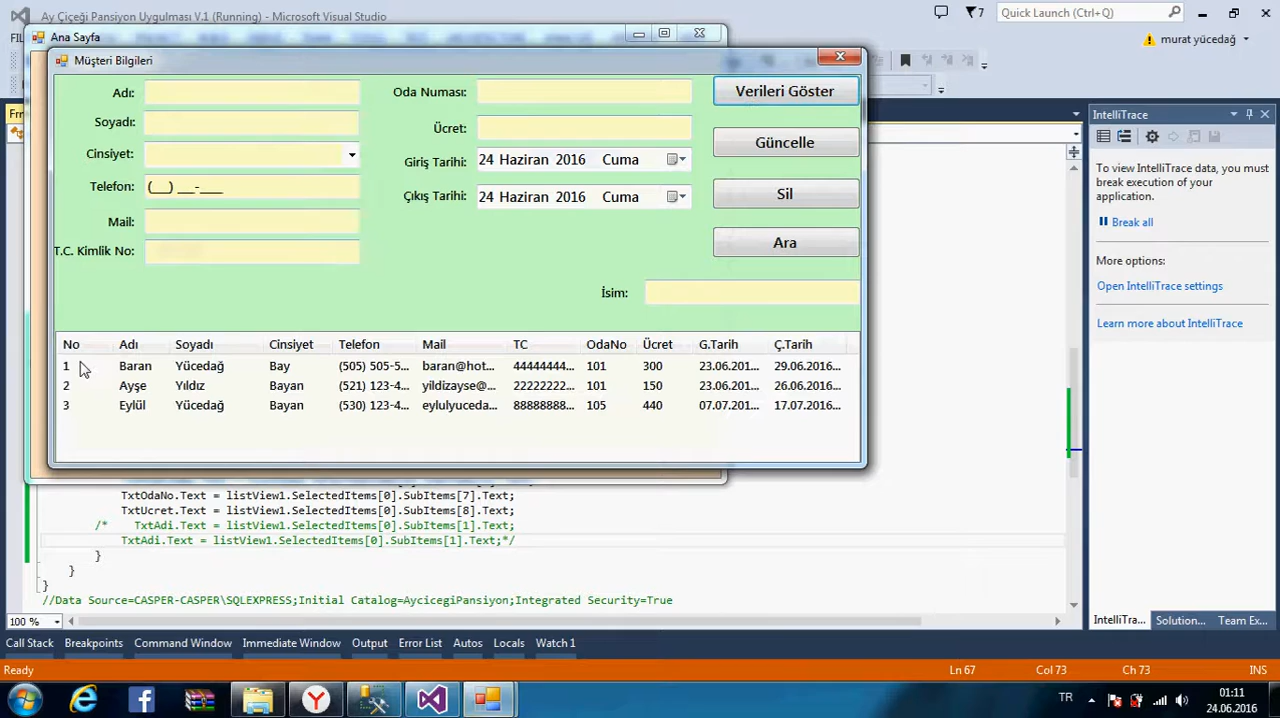 Ay Çiçeği Pansiyon Uygulması V.1 (Running) - Microsoft Visual Studio
7
Quick Launch (Ctrl+Q)
murat yücedağ
Ana Sayfa
Müşteri Bilgileri
Adı:
Soyadı:
Cinsiyet:
Telefon:
(__) __-___
Mail:
T.C. Kimlik No:
Oda Numası:
Ücret:
Giriş Tarihi:
24 Haziran 2016 Cuma
Çıkış Tarihi:
24 Haziran 2016 Cuma
Verileri Göster
Güncelle
Sil
Ara
İsim:
No Adı Soyadı Cinsiyet Telefon Mail TC OdaNo Ücret G.Tarih Ç.Tarih
1 Baran Yücedağ Bay (505) 505-5... baran@hot... 44444444... 101 300 23.06.201... 29.06.2016...
2 Ayşe Yıldız Bayan (521) 123-4... yildizayse@... 22222222... 101 150 23.06.201... 26.06.2016...
3 Eylül Yücedağ Bayan (530) 123-4... eylulyuceda... 88888888... 105 440 07.07.201... 17.07.2016...
TxtOdaNo.Text = listView1.SelectedItems[0].SubItems[7].Text;
TxtUcret.Text = listView1.SelectedItems[0].SubItems[8].Text;
/* TxtAdi.Text = listView1.SelectedItems[0].SubItems[1].Text;
TxtAdi.Text = listView1.SelectedItems[0].SubItems[1].Text;*/
}
}
}
//Data Source=CASPER-CASPER\SQLEXPRESS;Initial Catalog=AycicegiPansiyon;Integrated Security=True
100 %
IntelliTrace
To view IntelliTrace data, you must
break execution of your
application.
Break all
More options:
Open IntelliTrace settings
Learn more about IntelliTrace
IntelliTra... Solution... Team Ex...
Call Stack Breakpoints Command Window Immediate Window Output Error List Autos Locals Watch 1
Ready Ln 67 Col 73 Ch 73 INS
TR
01:11
24.06.2016